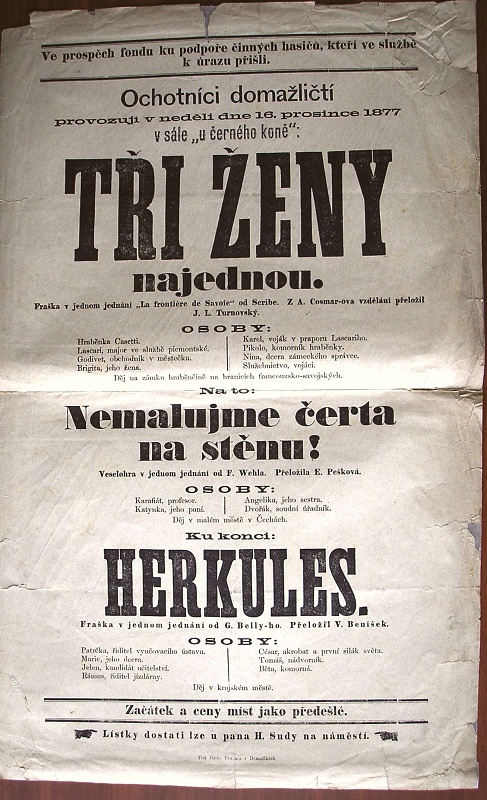 Ve prospěch fondu ku podpoře činných hasičů, kteří ve službě
k úrazu přišli.
Ochotníci domažličtí
provozují v neděli dne 16. prosince 1877
v sále „u černého koně“:
TŘI ŽENY
najednou.
Fraška v jednom jednání „La frontière de Savoie“ od Scribe. Z A. Cosmar-ova vzdělání přeložil
J. L. Turnovský.
OSOBY:
Hraběnka Casetti.
Lascari, major ve službě piemontské.
Godivet, obchodník v městečku.
Brigita, jeho žena.
Karel, voják v praporu Lascariho.
Pikolo, komorník hraběnky.
Nina, dcera zámeckého správce.
Služebnictvo, vojáci.
Děj na zámku hraběnčině na hranicích francouzsko-savojských.
Na to:
Nemalujme čerta
na stěnu!
Veselohra v jednom jednání od F. Wehla. Přeložila E. Pešková.
OSOBY:
Karafiát, profesor.
Katynka, jeho paní.
Angelika, jeho sestra.
Dvořák, soudní úřadník.
Děj v malém městě v Čechách.
Ku konci:
HERKULES.
Fraška v jednom jednání od G. Belly-ho. Přeložil V. Beníšek.
OSOBY:
Patrčka, řiditel vyučovacího ústavu.
Marie, jeho dcera.
Jelen, kandidát učitelství.
Rámus, řiditel jízdárny.
César, akrobat a první silák světa.
Tomáš, nádvorník.
Běta, komorná.
Děj v krajském městě.
Začátek a ceny míst jako předešlé.
Lístky dostati lze u pana H. Sudy na náměstí.
v Domažlicích.